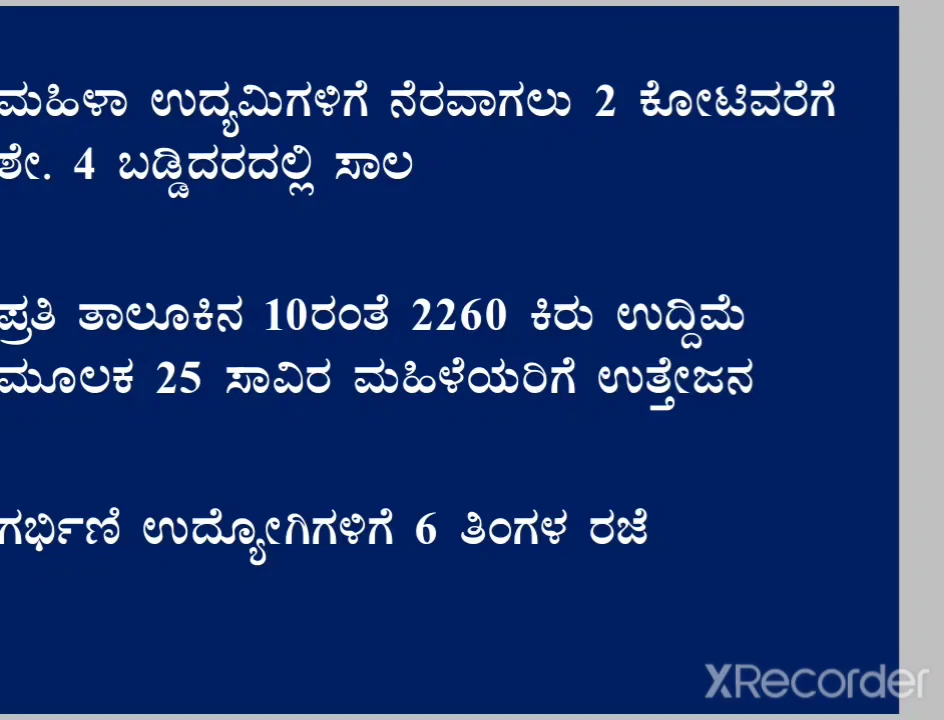 ಮಹಿಳಾ ಉದ್ಯಮಿಗಳಿಗೆ ನೆರವಾಗಲು 2 ಕೋಟಿವರೆಗೆ
ಶೇ. 4 ಬಡ್ಡಿದರದಲ್ಲಿ ಸಾಲ
ಪ್ರತಿ ತಾಲೂಕಿನ 10ರಂತೆ 2260 ಕಿರು ಉದ್ದಿಮೆ
ಮೂಲಕ 25 ಸಾವಿರ ಮಹಿಳೆಯರಿಗೆ ಉತ್ತೇಜನ
ಗರ್ಭಿಣಿ ಉದ್ಯೋಗಿಗಳಿಗೆ 6 ತಿಂಗಳ ರಜೆ
XRecorder